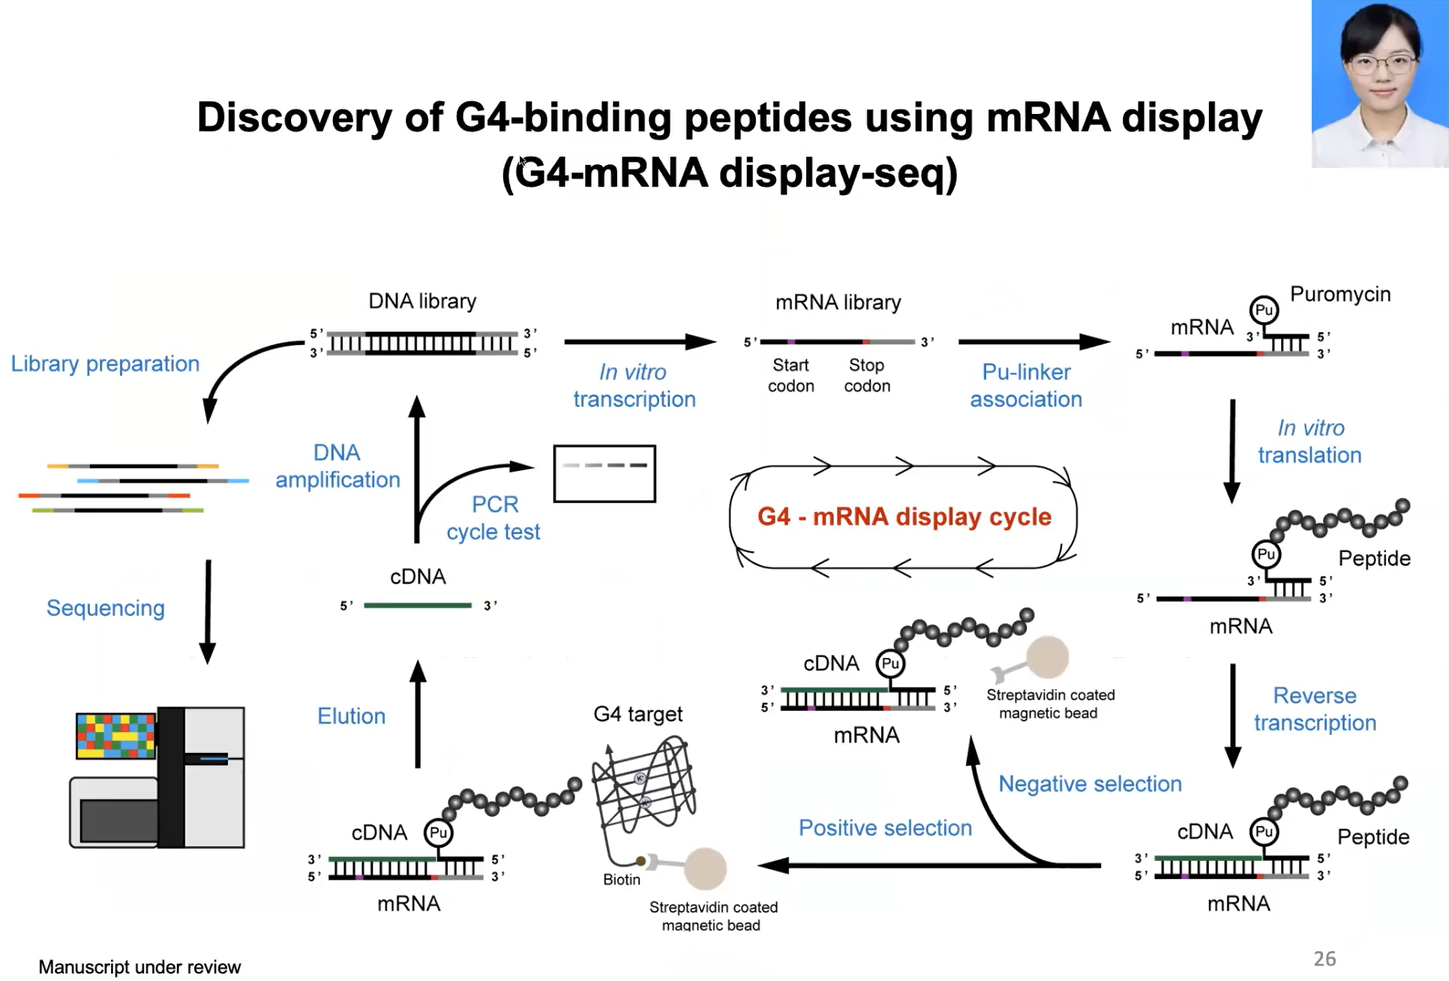 Discovery of G4-binding peptides using mRNA display
(G4-mRNA display-seq)
DNA library
5’ 3’
3’ 5’
Library preparation
In vitro
transcription
mRNA library
5’ 3’
Start
codon
Stop
codon
Pu-linker
association
Pu
Puromycin
mRNA
3’ 5’
5’ 3’
In vitro
translation
DNA
amplification
PCR
cycle test
G4 - mRNA display cycle
Pu
Peptide
3’ 5’
5’ 3’
mRNA
cDNA
5’ 3’
Sequencing
Reverse
transcription
cDNA
Pu
3’ 5’
5’ 3’
mRNA
Streptavidin coated
magnetic bead
Elution
G4 target
K+
K+
Negative selection
Positive selection
cDNA
Pu
3’ 5’
5’ 3’
mRNA
Biotin
Streptavidin coated
magnetic bead
cDNA
Pu
Peptide
3’ 5’
5’ 3’
mRNA
Manuscript under review
26